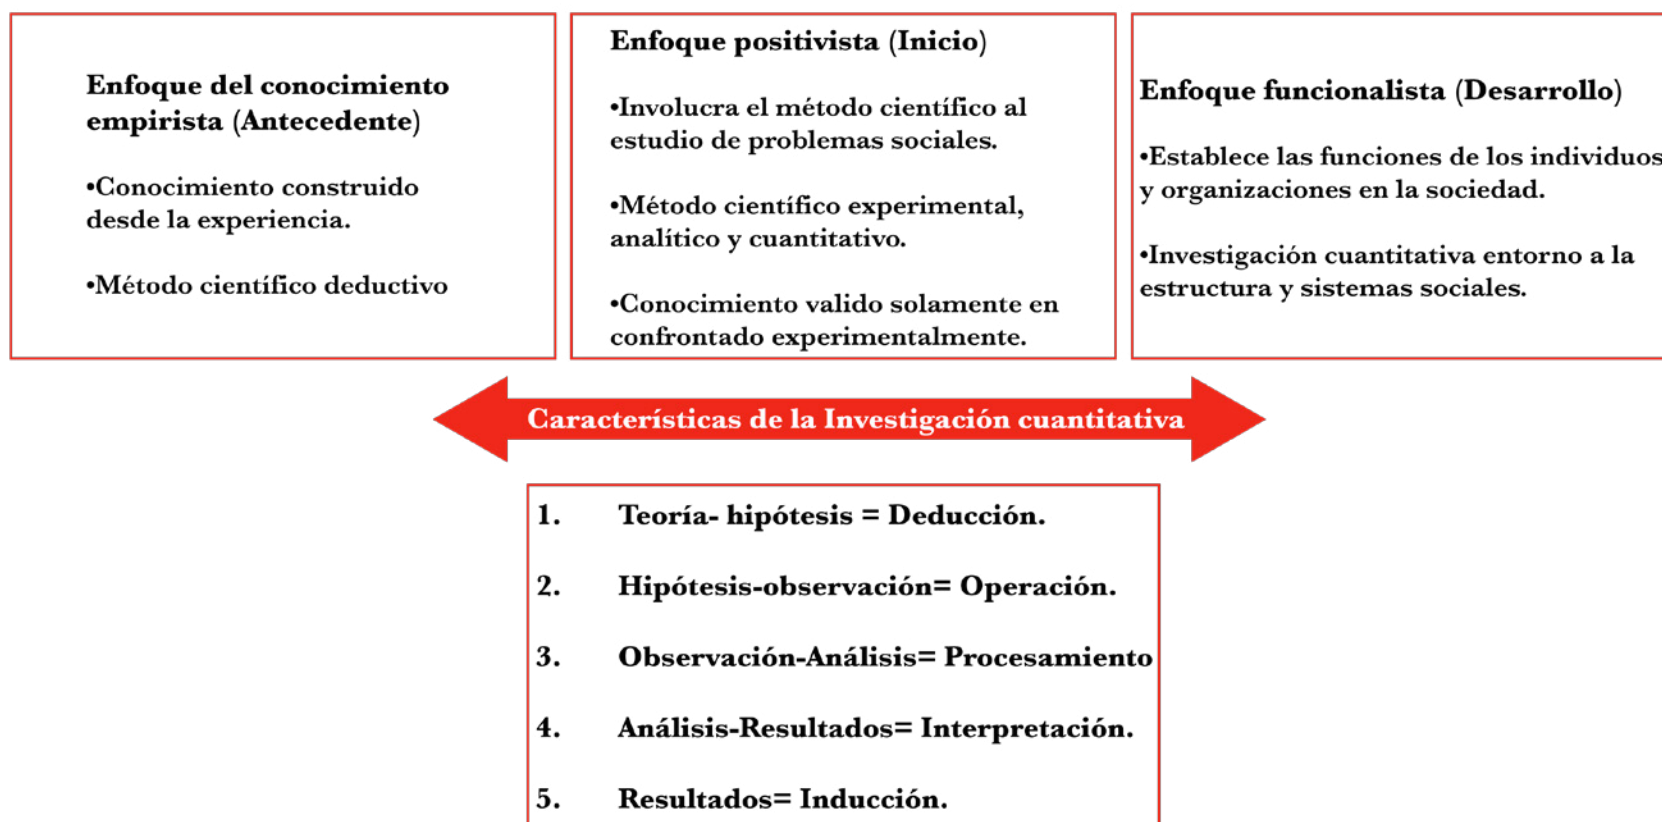 Enfoque del conocimiento
empirista (Antecedente)
•Conocimiento construido
desde la experiencia.
•Método científico deductivo
Enfoque positivista (Inicio)
•Involucra el método científico al
estudio de problemas sociales.
•Método científico experimental,
analítico y cuantitativo.
•Conocimiento valido solamente en
confrontado experimentalmente.
Enfoque funcionalista (Desarrollo)
•Establece las funciones de los individuos
y organizaciones en la sociedad.
•Investigación cuantitativa entorno a la
estructura y sistemas sociales.
Características de la Investigación cuantitativa
1. Teoría- hipótesis = Deducción.
2. Hipótesis-observación= Operación.
3. Observación-Análisis= Procesamiento
4. Análisis-Resultados= Interpretación.
5. Resultados= Inducción.